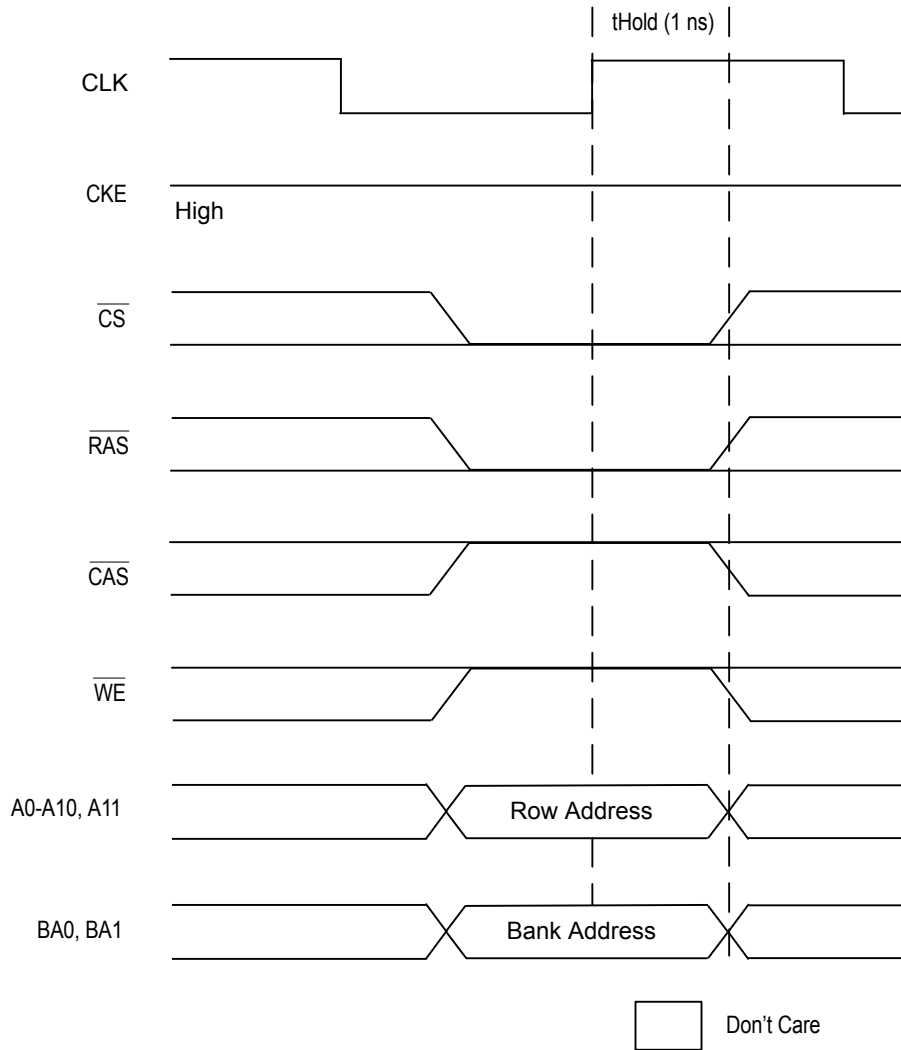 tHold (1 ns)
CLK
CKE
High
CS
RAS
CAS
WE
A0-A10, A11
Row Address
BA0, BA1
Bank Address
Don't Care